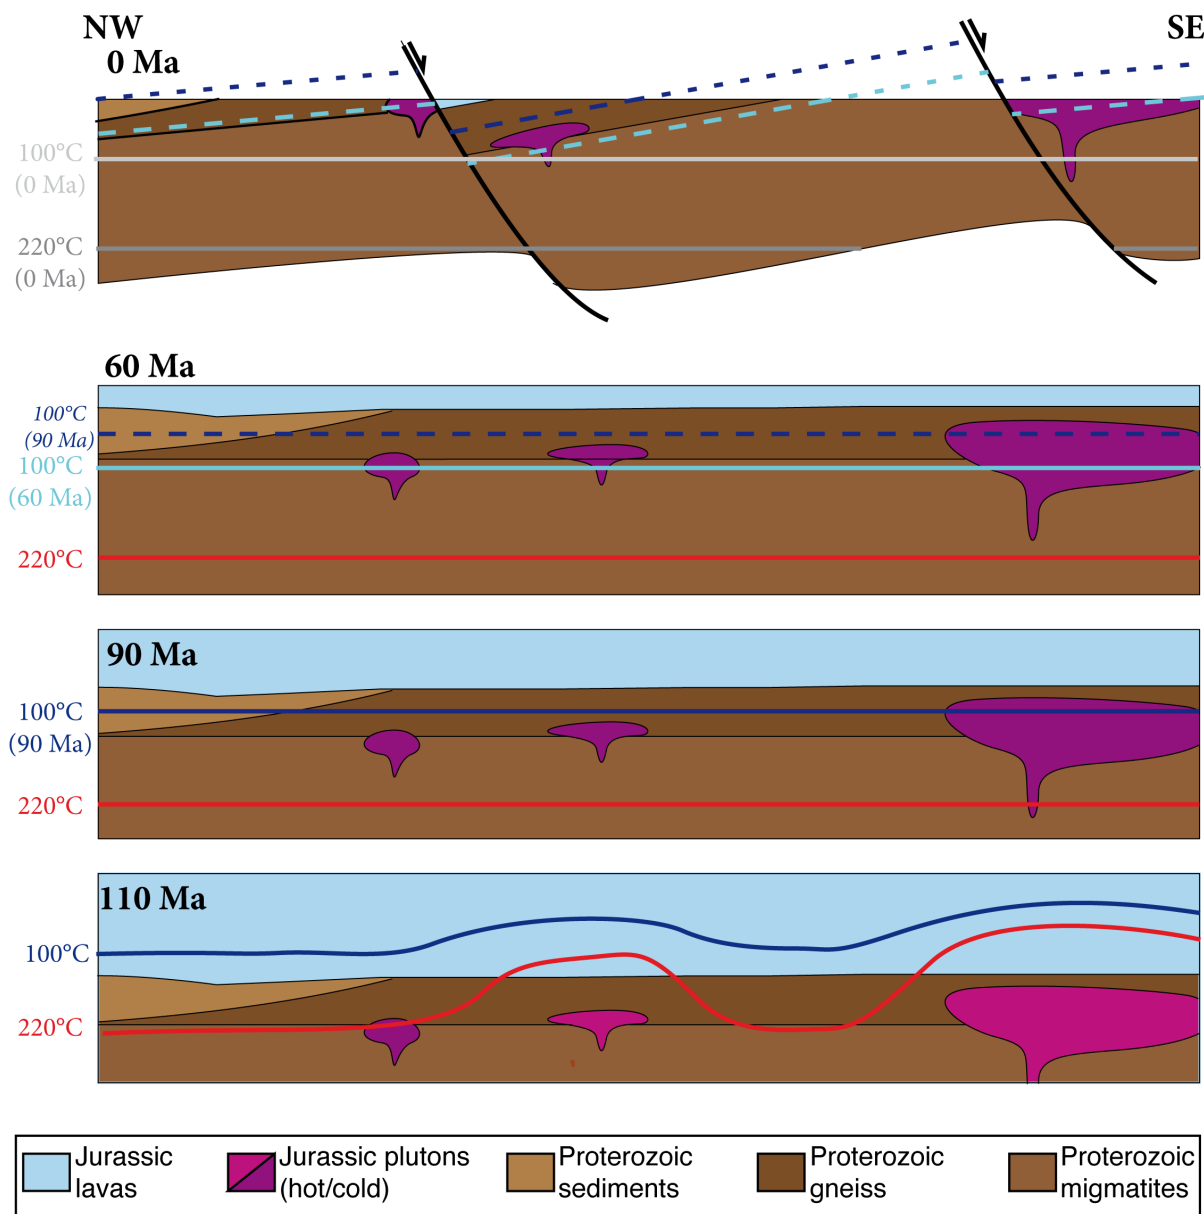 NW
SE
0 Ma
100°C
(0 Ma)
220°C
(0 Ma)
60 Ma
100°C
(90 Ma)
100°C
(60 Ma)
220°C
90 Ma
100°C
(90 Ma)
220°C
110 Ma
100°C
220°C
Jurassic
lavas
Jurassic plutons
(hot/cold)
Proterozoic
sediments
Proterozoic
gneiss
Proterozoic
migmatites